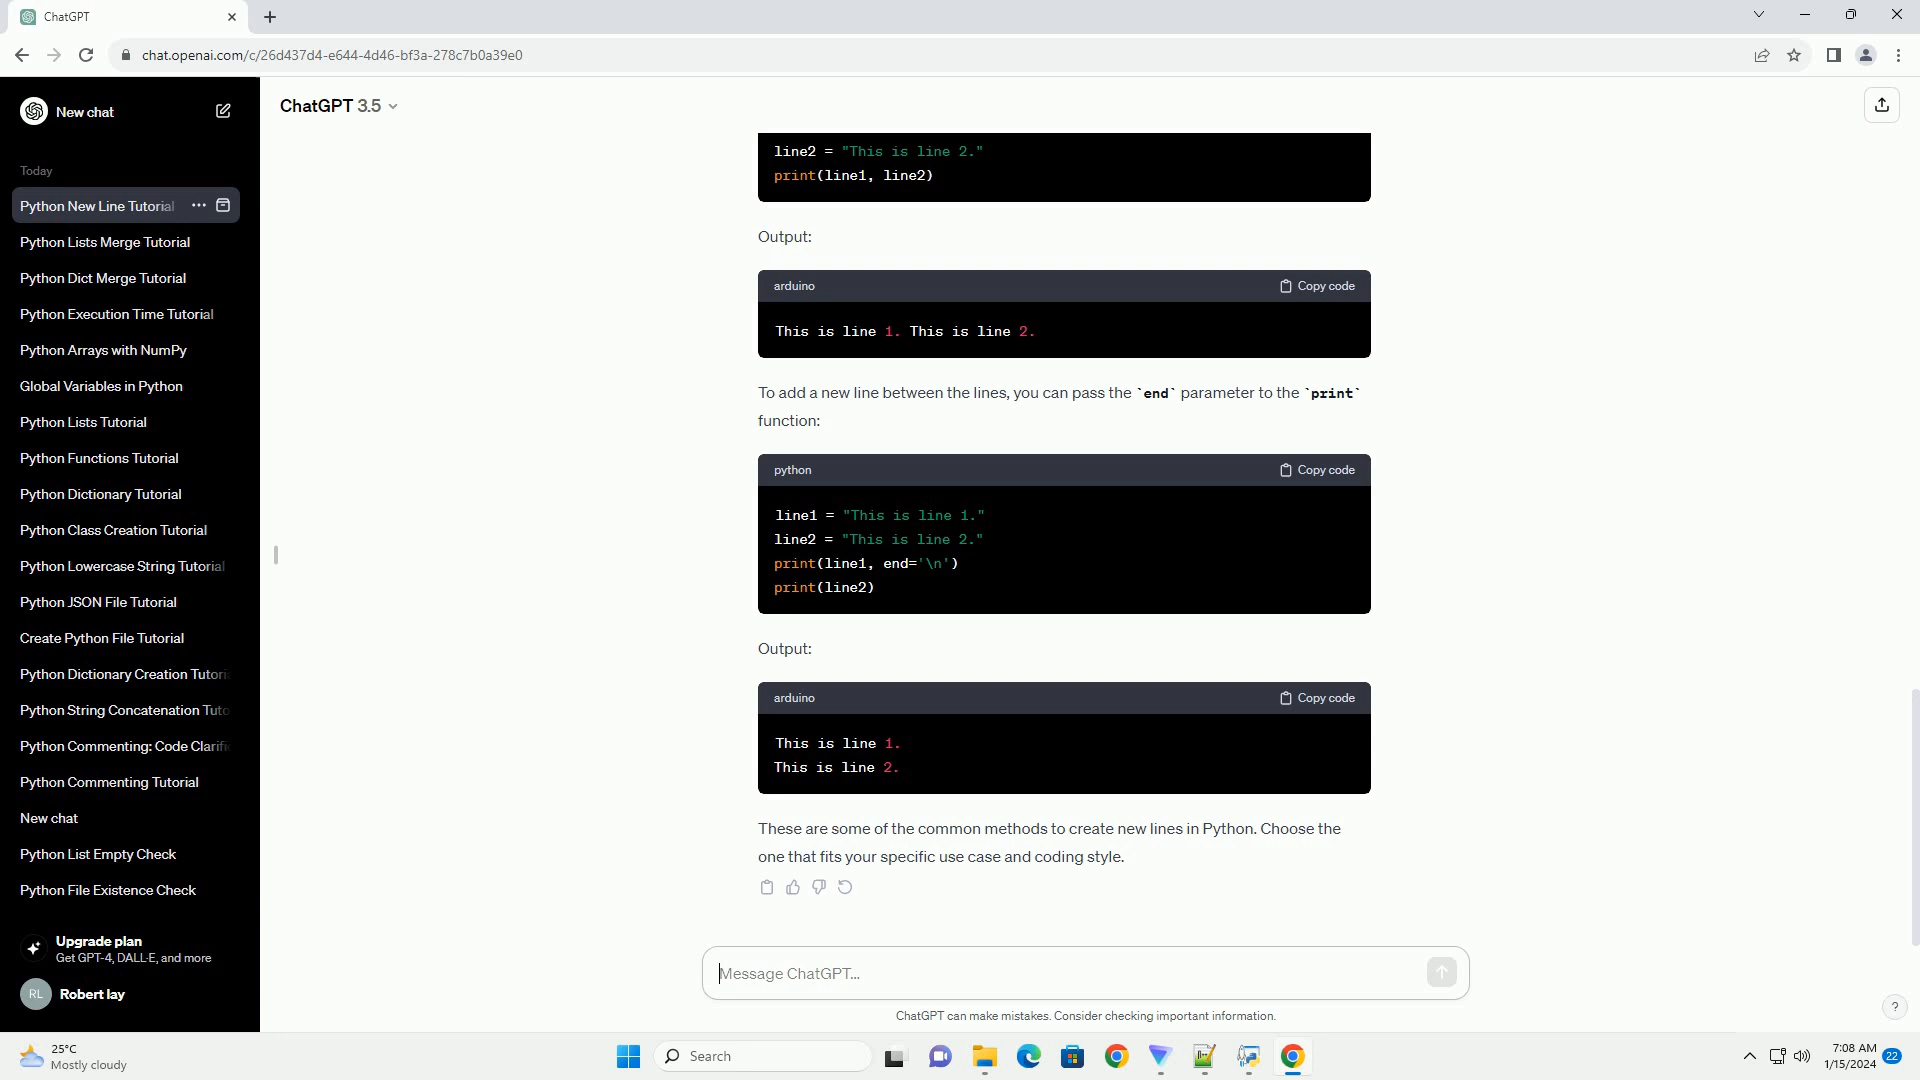 ChatGPT
chat.openai.com/c/26d437d4-e644-4d46-bf3a-278c7b0a39e0
New chat
ChatGPT 3.5
Today
Python New Line Tutorial
Python Lists Merge Tutorial
Python Dict Merge Tutorial
Python Execution Time Tutorial
Python Arrays with NumPy
Global Variables in Python
Python Lists Tutorial
Python Functions Tutorial
Python Dictionary Tutorial
Python Class Creation Tutorial
Python Lowercase String Tutorial
Python JSON File Tutorial
Create Python File Tutorial
Python Dictionary Creation Tutori
Python String Concatenation Tuto
Python Commenting: Code Clarifi
Python Commenting Tutorial
New chat
Python List Empty Check
Python File Existence Check
Upgrade plan
Get GPT-4, DALL·E, and more
RL
Robert lay
line2 = "This is line 2."
print(line1, line2)
Output:
arduino Copy code
This is line 1. This is line 2.
To add a new line between the lines, you can pass the `end` parameter to the `print`
function:
python Copy code
line1 = "This is line 1."
line2 = "This is line 2."
print(line1, end='\n')
print(line2)
Output:
arduino Copy code
This is line 1.
This is line 2.
These are some of the common methods to create new lines in Python. Choose the
one that fits your specific use case and coding style.
Message ChatGPT...
ChatGPT can make mistakes. Consider checking important information.
?
25°C
Mostly cloudy
Search
7:08 AM
1/15/2024
22